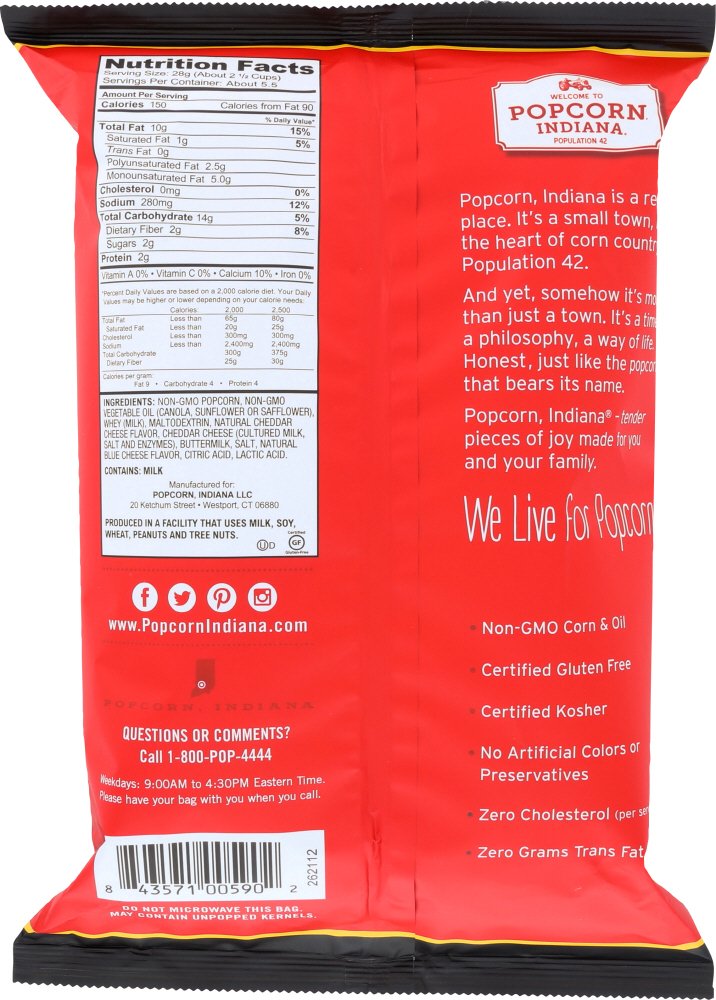 Nutrition Facts
Serving Size: 28g (About 2 1/3 Cups)
Servings Per Container: About 5.5
Amount Per Serving
Calories 150 Calories from Fat 90
% Daily Value*
Total Fat 10g 15%
Saturated Fat 1g 5%
Trans Fat 0g
Polyunsaturated Fat 2.5g
Monounsaturated Fat 5.0g
Cholesterol 0mg 0%
Sodium 280mg 12%
Total Carbohydrate 14g 5%
Dietary Fiber 2g 8%
Sugars 2g
Protein 2g
Vitamin A 0% • Vitamin C 0% • Calcium 10% • Iron 0%
*Percent Daily Values are based on a 2,000 calorie diet. Your Daily
Values may be higher or lower depending on your calorie needs:
Calories: 2,000 2,500
Total Fat Less than 65g 80g
Saturated Fat Less than 20g 25g
Cholesterol Less than 300mg 300mg
Sodium Less than 2,400mg 2,400mg
Total Carbohydrate 300g 375g
Dietary Fiber 25g 30g
Calories per gram:
Fat 9 • Carbohydrate 4 • Protein 4
INGREDIENTS: NON-GMO POPCORN, NON-GMO
VEGETABLE OIL (CANOLA, SUNFLOWER OR SAFFLOWER),
WHEY (MILK), MALTODEXTRIN, NATURAL CHEDDAR
CHEESE FLAVOR, CHEDDAR CHEESE (CULTURED MILK,
SALT AND ENZYMES), BUTTERMILK, SALT, NATURAL
BLUE CHEESE FLAVOR, CITRIC ACID, LACTIC ACID.
CONTAINS: MILK
Manufactured for:
POPCORN, INDIANA LLC
20 Ketchum Street • Westport, CT 06880
PRODUCED IN A FACILITY THAT USES MILK, SOY,
WHEAT, PEANUTS AND TREE NUTS.
U D
Certified
GF
Gluten-Free
www.PopcornIndiana.com
POPCORN, INDIANA
QUESTIONS OR COMMENTS?
Call 1-800-POP-4444
Weekdays: 9:00AM to 4:30PM Eastern Time.
Please have your bag with you when you call.
8 43571 00590 2
262112
DO NOT MICROWAVE THIS BAG.
MAY CONTAIN UNPOPPED KERNELS.
WELCOME TO
POPCORN,
INDIANA.
POPULATION 42
Popcorn, Indiana is a re
place. It's a small town,
the heart of corn countr
Population 42.
And yet, somehow it's mo
than just a town. It's a time
a philosophy, a way of life.
Honest, just like the popcorn
that bears its name.
Popcorn, Indiana® - tender
pieces of joy made for you
and your family.
We Live for Popcorn
• Non-GMO Corn & Oil
• Certified Gluten Free
• Certified Kosher
• No Artificial Colors or
Preservatives
• Zero Cholesterol (per ser
• Zero Grams Trans Fat